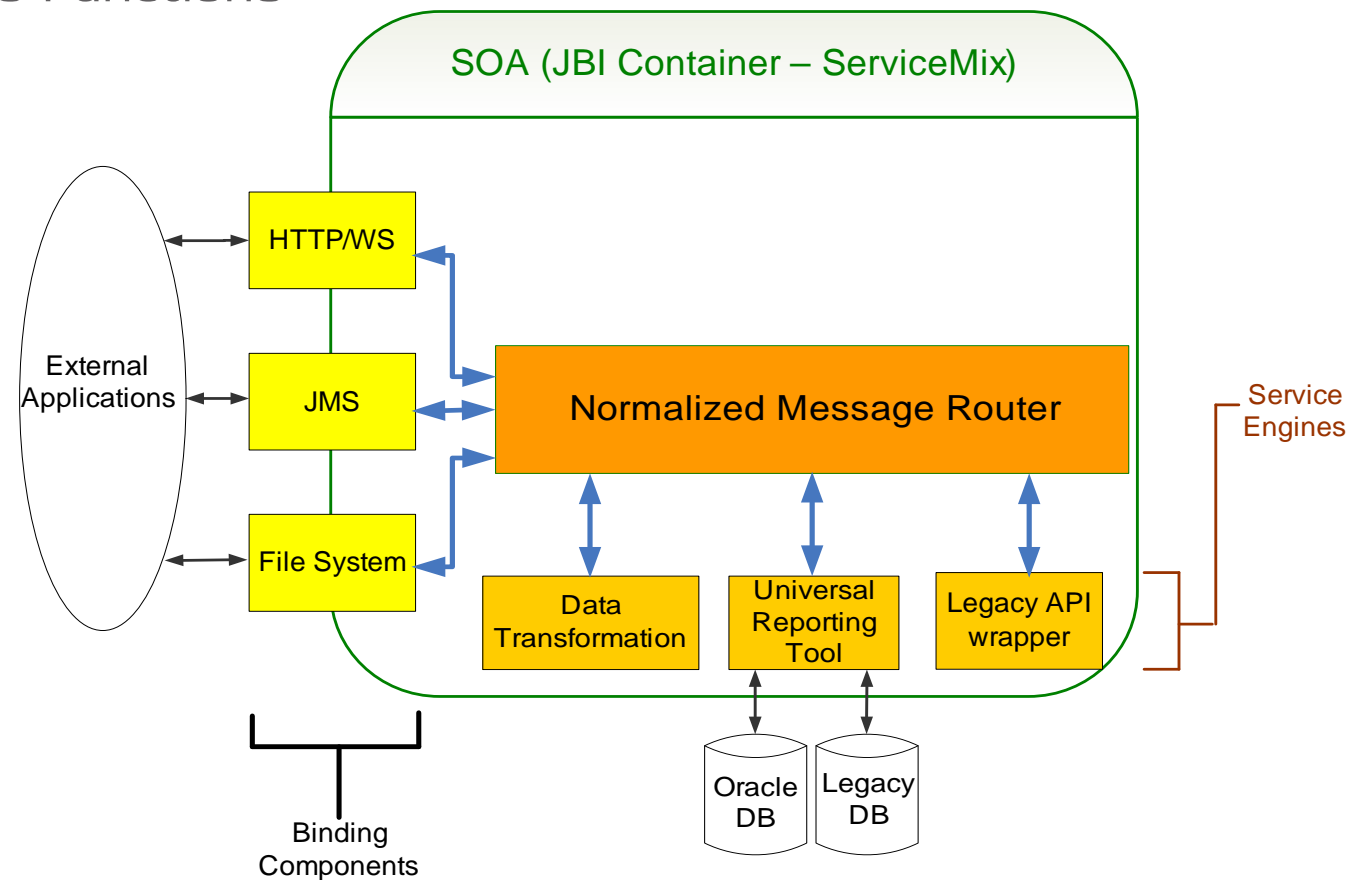 SOA (JBI Container – ServiceMix)
HTTP/WS
External
Applications
JMS
Normalized Message Router
Service
Engines
File System
Data
Transformation
Universal
Reporting
Tool
Legacy API
wrapper
Oracle
DB
Legacy
DB
Binding
Components